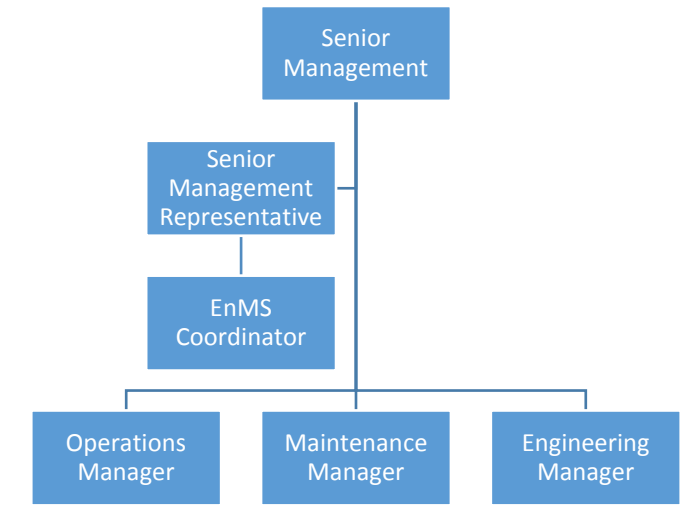 Senior
Management
Senior
Management
Representative
EnMS
Coordinator
Operations
Manager
Maintenance
Manager
Engineering
Manager